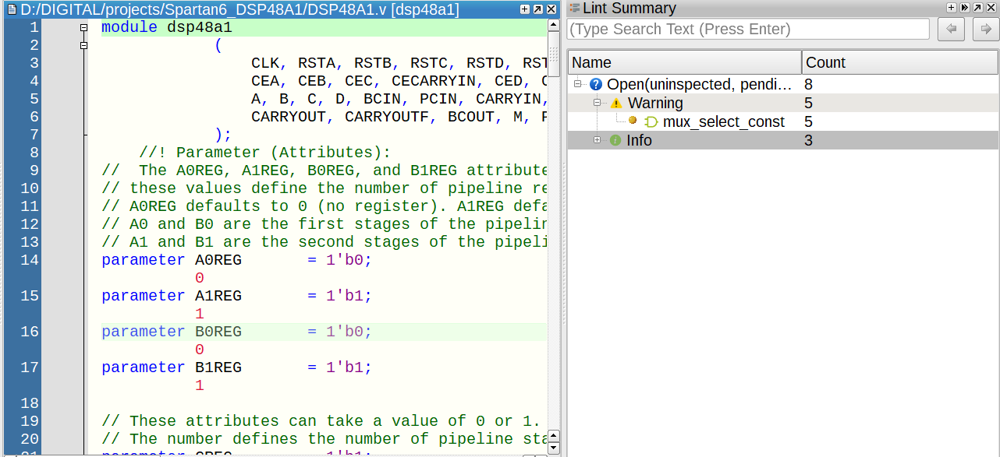 D:/DIGITAL/projects/Spartan6_DSP48A1/DSP48A1.v [dsp48a1]
1 module dsp48a1
2 (
3 CLK, RSTA, RSTB, RSTC, RSTD, RST
4 CEA, CEB, CEC, CECARRYIN, CED,
5 A, B, C, D, BCIN, PCIN, CARRYIN,
6 CARRYOUT, CARRYOUTF, BCOUT, M,
7 );
8 //! Parameter (Attributes):
9 // The A0REG, A1REG, B0REG, and B1REG attribute
10 // these values define the number of pipeline re
11 // A0REG defaults to 0 (no register). A1REG defa
12 // A0 and B0 are the first stages of the pipelin
13 // A1 and B1 are the second stages of the pipeli
14 parameter A0REG = 1'b0;
0
15 parameter A1REG = 1'b1;
1
16 parameter B0REG = 1'b0;
0
17 parameter B1REG = 1'b1;
1
18
19 // These attributes can take a value of 0 or 1.
20 // The number defines the number of pipeline sta
Lint Summary
(Type Search Text (Press Enter)
Name Count
Open(uninspected, pendi... 8
Warning 5
mux_select_const 5
Info 3